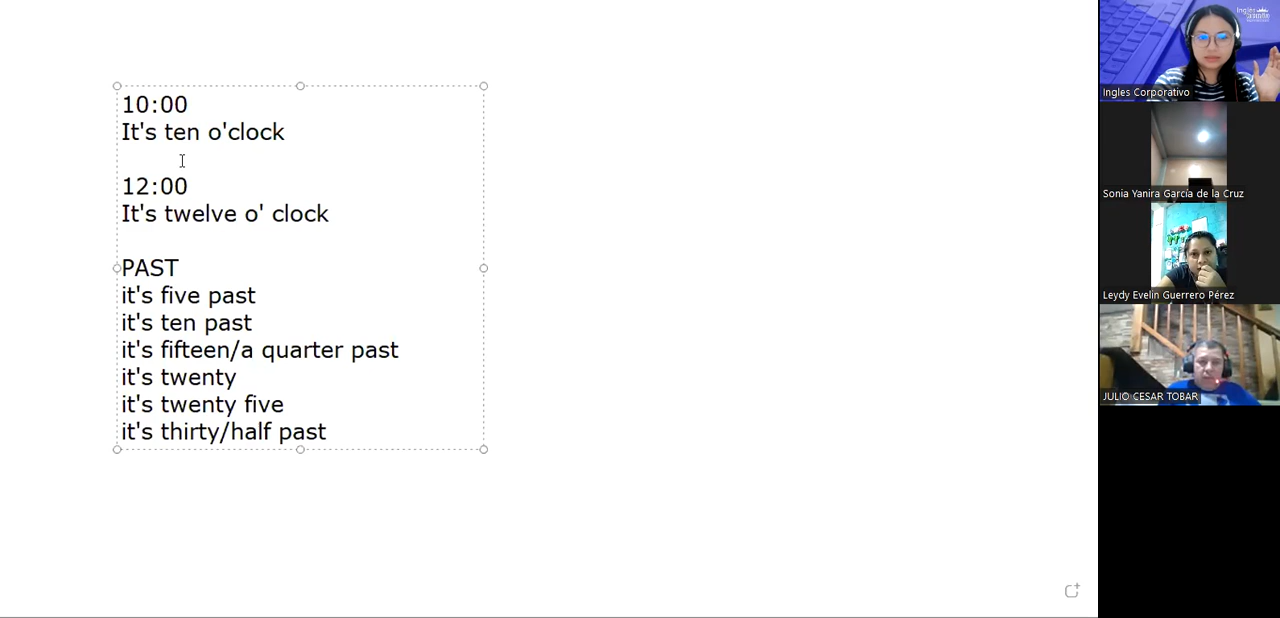 10:00
It's ten o'clock
12:00
It's twelve o' clock
PAST
it's five past
it's ten past
it's fifteen/a quarter past
it's twenty
it's twenty five
it's thirty/half past
Ingles
Ingles Corporativo
Sonia Yanira García de la Cruz
Leydy Evelin Guerrero Pérez
JULIO CESAR TOBAR